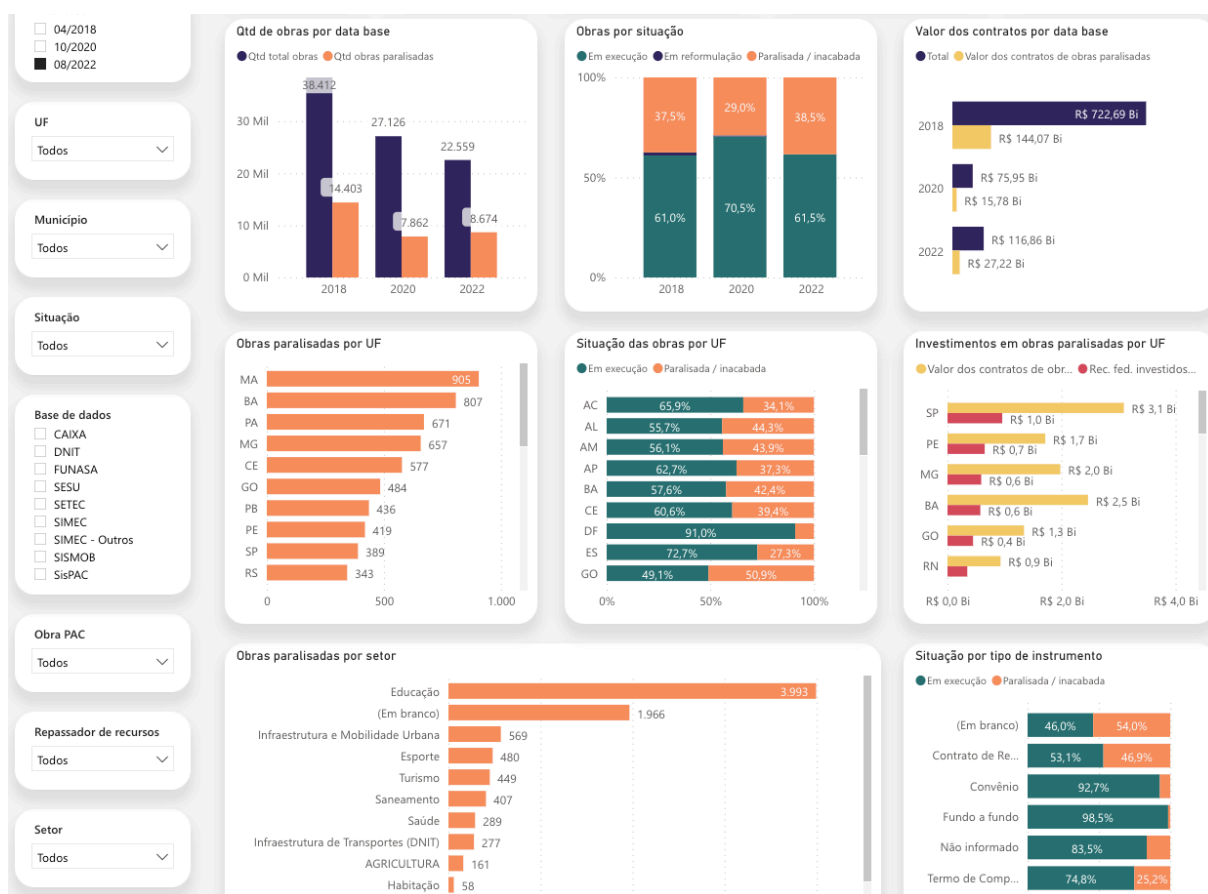 04/2018
10/2020
08/2022
UF
Todos
Município
Todos
Situação
Todos
Base de dados
CAIXA
DNIT
FUNASA
SESU
SETEC
SIMEC
SIMEC - Outros
SISMOB
SisPAC
Obra PAC
Todos
Repassador de recursos
Todos
Setor
Todos
Qtd de obras por data base
Qtd total obras Qtd obras paralisadas
38.412
30 Mil
27.126
22.559
20 Mil
14.403
10 Mil
7.862
8.674
0 Mil
2018 2020 2022
Obras por situação
Em execução Em reformulação Paralisada / inacabada
100%
37,5% 29,0% 38,5%
50%
61,0% 70,5% 61,5%
0%
2018 2020 2022
Valor dos contratos por data base
Total Valor dos contratos de obras paralisadas
2018
R$ 722,69 Bi
R$ 144,07 Bi
2020
R$ 75,95 Bi
R$ 15,78 Bi
2022
R$ 116,86 Bi
R$ 27,22 Bi
Obras paralisadas por UF
MA 905
BA 807
PA 671
MG 657
CE 577
GO 484
PB 436
PE 419
SP 389
RS 343
0 500 1.000
Situação das obras por UF
Em execução Paralisada / inacabada
AC 65,9% 34,1%
AL 55,7% 44,3%
AM 56,1% 43,9%
AP 62,7% 37,3%
BA 57,6% 42,4%
CE 60,6% 39,4%
DF 91,0%
ES 72,7% 27,3%
GO 49,1% 50,9%
0% 50% 100%
Investimentos em obras paralisadas por UF
Valor dos contratos de obr... Rec. fed. investidos...
SP R$ 3,1 Bi
R$ 1,0 Bi
PE R$ 1,7 Bi
R$ 0,7 Bi
MG R$ 2,0 Bi
R$ 0,6 Bi
BA R$ 2,5 Bi
R$ 0,6 Bi
GO R$ 1,3 Bi
R$ 0,4 Bi
RN R$ 0,9 Bi
R$ 0,0 Bi R$ 2,0 Bi R$ 4,0 Bi
Obras paralisadas por setor
Educação 3.993
(Em branco) 1.966
Infraestrutura e Mobilidade Urbana 569
Esporte 480
Turismo 449
Saneamento 407
Saúde 289
Infraestrutura de Transportes (DNIT) 277
AGRICULTURA 161
Habitação 58
Situação por tipo de instrumento
Em execução Paralisada / inacabada
(Em branco) 46,0% 54,0%
Contrato de Re... 53,1% 46,9%
Convênio 92,7%
Fundo a fundo 98,5%
Não informado 83,5%
Termo de Comp... 74,8% 25,2%